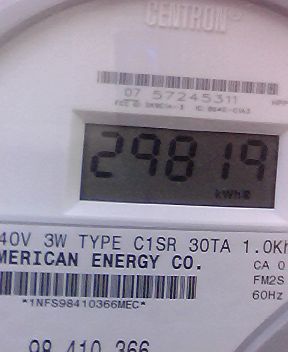 CENTRON
07 57245311
29819
kWh
40V 3W TYPE C1SR 30TA 1.0Kh
MERICAN ENERGY CO.
CA 0
FM2S
60Hz
*1NFS98410366MEC*
98 410 366